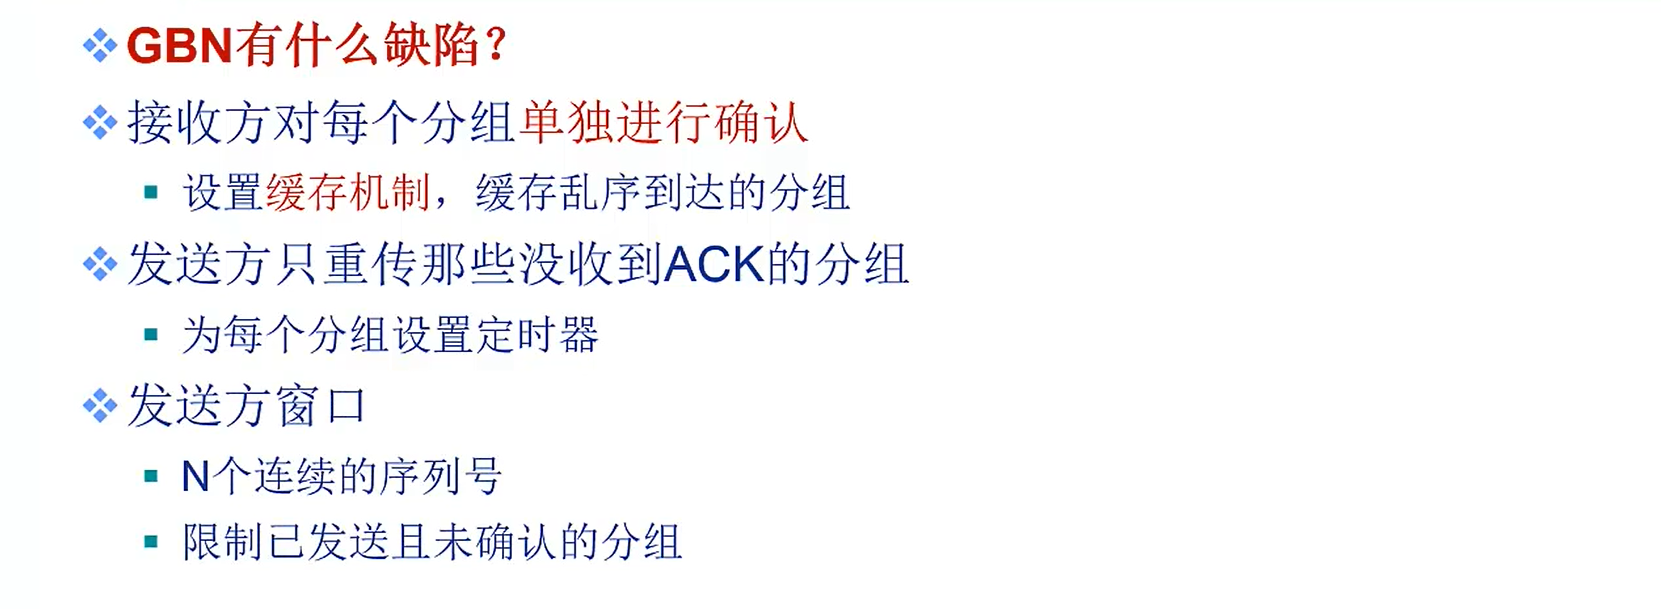 GBN有什么缺陷？
接收方对每个分组单独进行确认
设置缓存机制，缓存乱序到达的分组
发送方只重传那些没收到ACK的分组
为每个分组设置定时器
发送方窗口
N个连续的序列号
限制已发送且未确认的分组